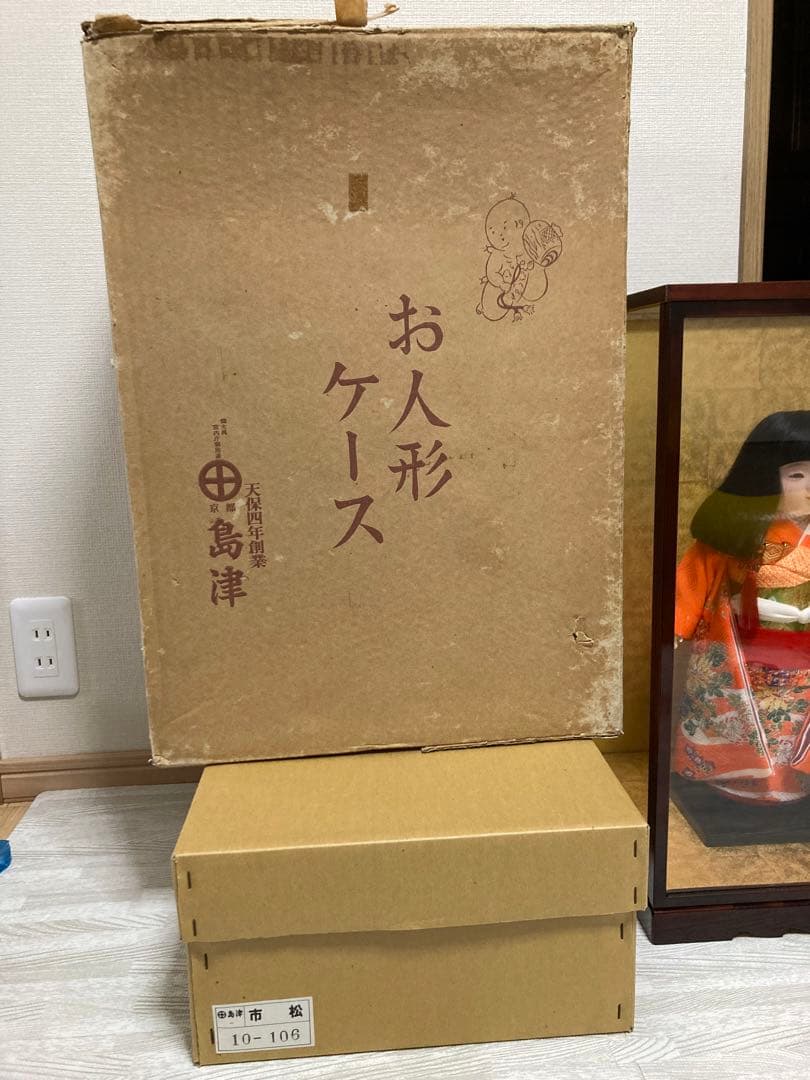 お人形
ケース
天保四年創業
京都
島津
島津 市松
10-106